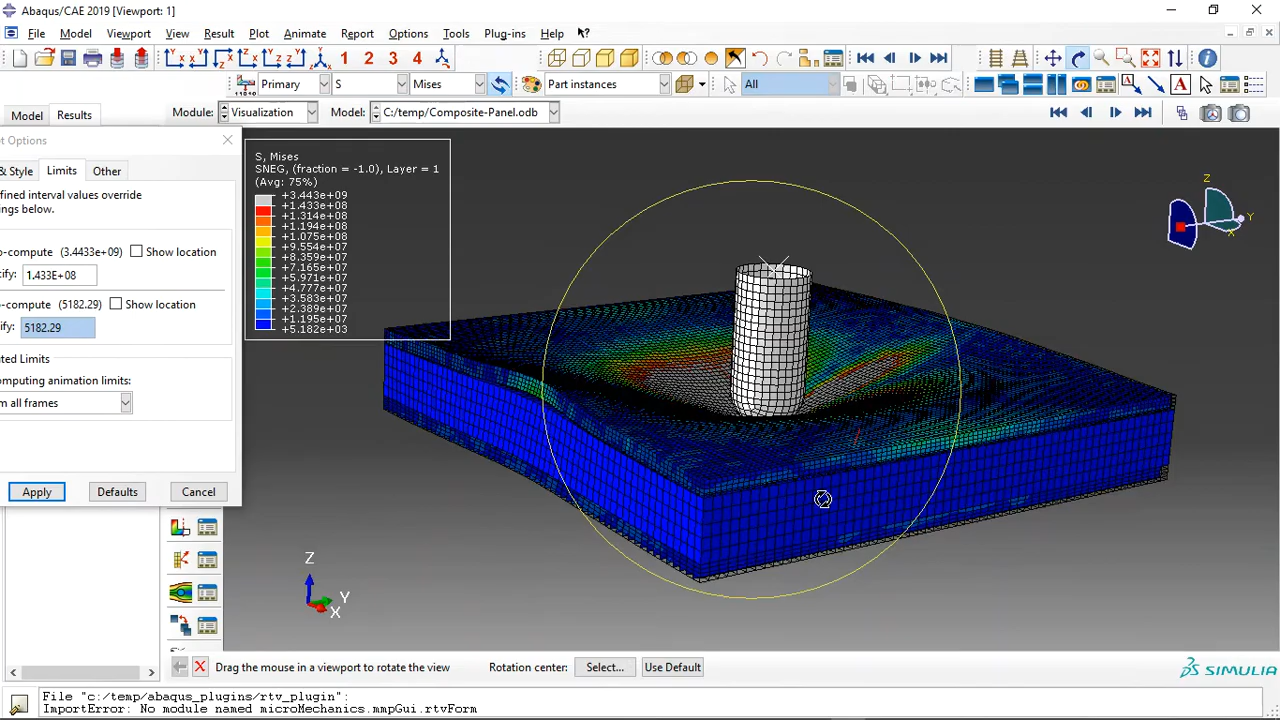 Abaqus/CAE 2019 [Viewport: 1]
File Model Viewport View Result Plot Animate Report Options Tools Plug-ins Help
1 2 3 4
Primary S Mises Part instances All
Model Results Module: Visualization Model: C:/temp/Composite-Panel.odb
t Options
& Style Limits Other
fined interval values override
ngs below.
o-compute (3.4433e+09) Show location
ify: 1.433E+08
o-compute (5182.29) Show location
ify: 5182.29
ted Limits
omputing animation limits:
m all frames
Apply Defaults Cancel
S, Mises
SNEG, (fraction = -1.0), Layer = 1
(Avg: 75%)
+3.443e+09
+1.433e+08
+1.314e+08
+1.194e+08
+1.075e+08
+9.554e+07
+8.359e+07
+7.165e+07
+5.971e+07
+4.777e+07
+3.583e+07
+2.389e+07
+1.195e+07
+5.182e+03
Z
Y
X
Z
Y
X
Drag the mouse in a viewport to rotate the view Rotation center: Select... Use Default
SIMULIA
File "c:/temp/abaqus_plugins/rtv_plugin":
ImportError: No module named microMechanics.mmpGui.rtvForm